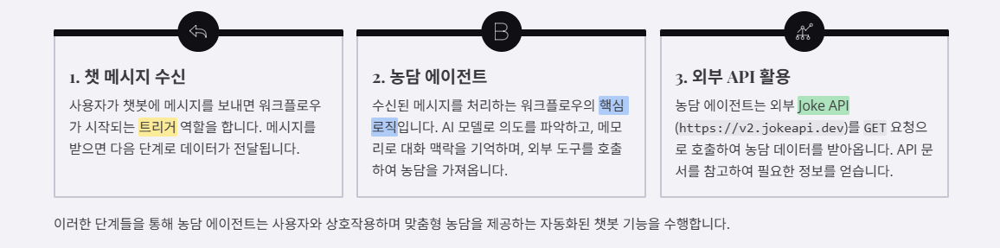 B
1. 챗 메시지 수신
사용자가 챗봇에 메시지를 보내면 워크플로우
가 시작되는 트리거 역할을 합니다. 메시지를
받으면 다음 단계로 데이터가 전달됩니다.
2. 농담 에이전트
수신된 메시지를 처리하는 워크플로우의 핵심
로직입니다. AI 모델로 의도를 파악하고, 메모
리로 대화 맥락을 기억하며, 외부 도구를 호출
하여 농담을 가져옵니다.
3. 외부 API 활용
농담 에이전트는 외부 Joke API
(https://v2.jokeapi.dev)를 GET 요청으
로 호출하여 농담 데이터를 받아옵니다. API 문
서를 참고하여 필요한 정보를 얻습니다.
이러한 단계들을 통해 농담 에이전트는 사용자와 상호작용하며 맞춤형 농담을 제공하는 자동화된 챗봇 기능을 수행합니다.